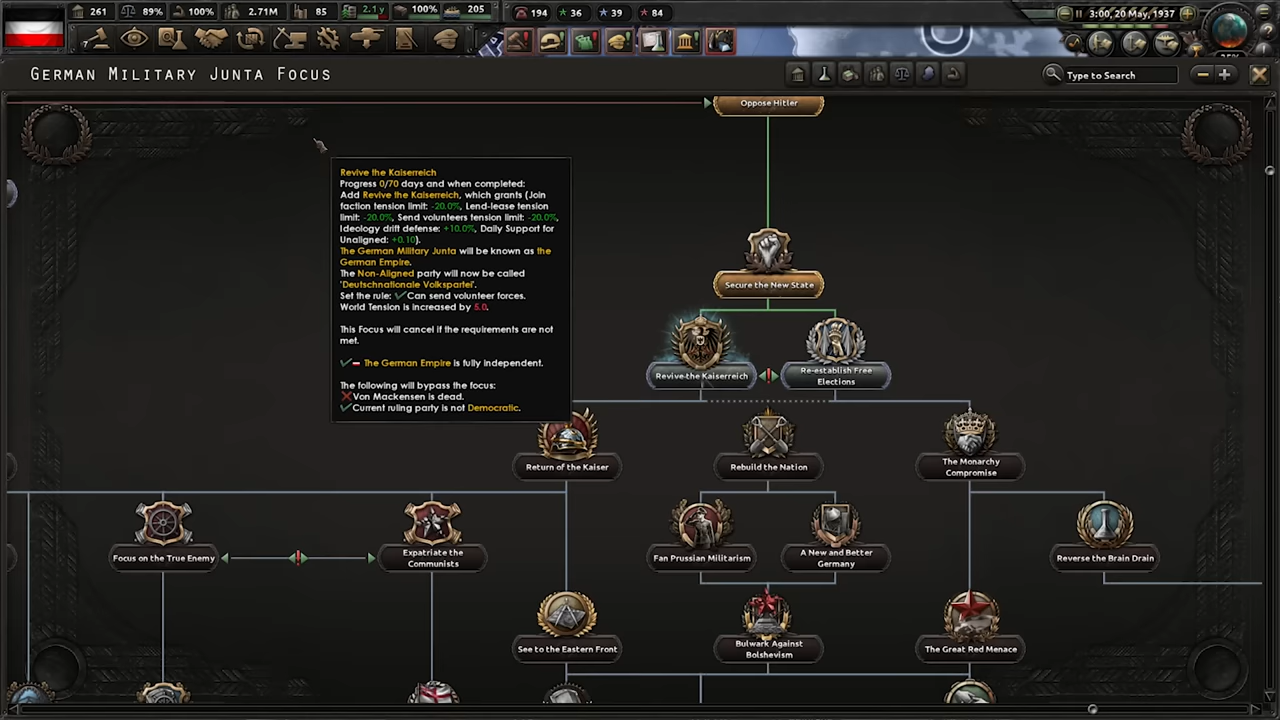 261 89% 100% 2.71M 85 2.1y 100% 205 194 36 39 84 3:00, 20 May, 1937
German Military Junta Focus
Type to Search
Oppose Hitler
Revive the Kaiserreich
Progress 0/70 days and when completed:
Add Revive the Kaiserreich, which grants (Join
faction tension limit: -20.0%, Lend-lease tension
limit: -20.0%, Send volunteers tension limit: -20.0%,
Ideology drift defense: +10.0%, Daily Support for
Unaligned: +0.10).
The German Military Junta will be known as the
German Empire.
The Non-Aligned party will now be called
'Deutschnationale Volkspartei'.
Set the rule: Can send volunteer forces.
World Tension is increased by 5.0.
This Focus will cancel if the requirements are not
met.
The German Empire is fully independent.
The following will bypass the focus:
Von Mackensen is dead.
Current ruling party is not Democratic.
Secure the New State
Revive the Kaiserreich
Re-establish Free
Elections
Return of the Kaiser
Rebuild the Nation
The Monarchy
Compromise
Focus on the True Enemy
Expatriate the
Communists
Fan Prussian Militarism
A New and Better
Germany
Reverse the Brain Drain
See to the Eastern Front
Bulwark Against
Bolshevism
The Great Red Menace